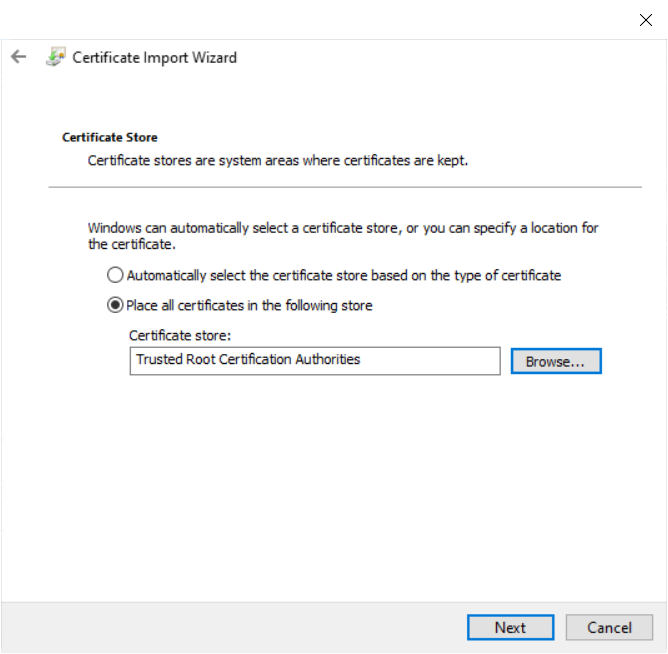 Certificate Import Wizard
Certificate Store
Certificate stores are system areas where certificates are kept.
Windows can automatically select a certificate store, or you can specify a location for
the certificate.
Automatically select the certificate store based on the type of certificate
Place all certificates in the following store
Certificate store:
Trusted Root Certification Authorities
Browse...
Next
Cancel